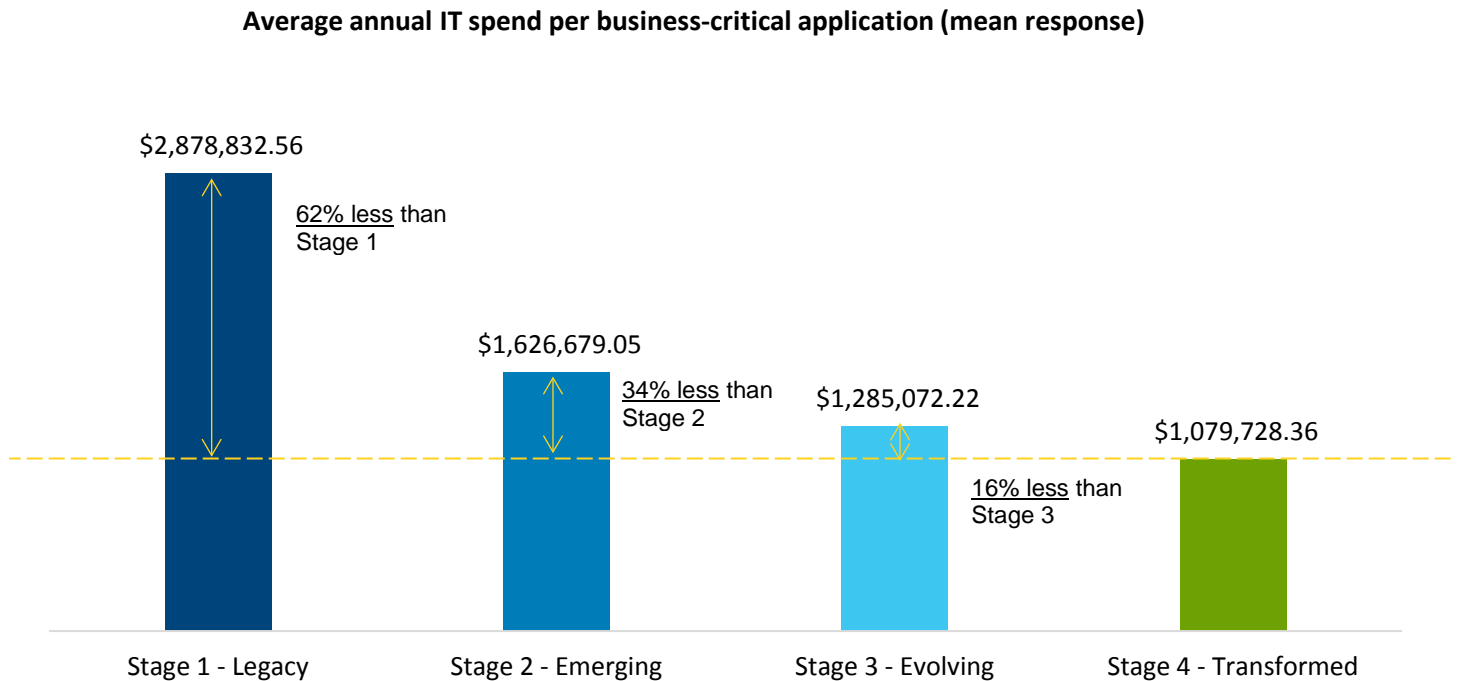 Average annual IT spend per business-critical application (mean response)
$2,878,832.56
62% less than
Stage 1
$1,626,679.05
34% less than
Stage 2
$1,285,072.22
$1,079,728.36
16% less than
Stage 3
Stage 1 - Legacy
Stage 2 - Emerging
Stage 3 - Evolving
Stage 4 - Transformed